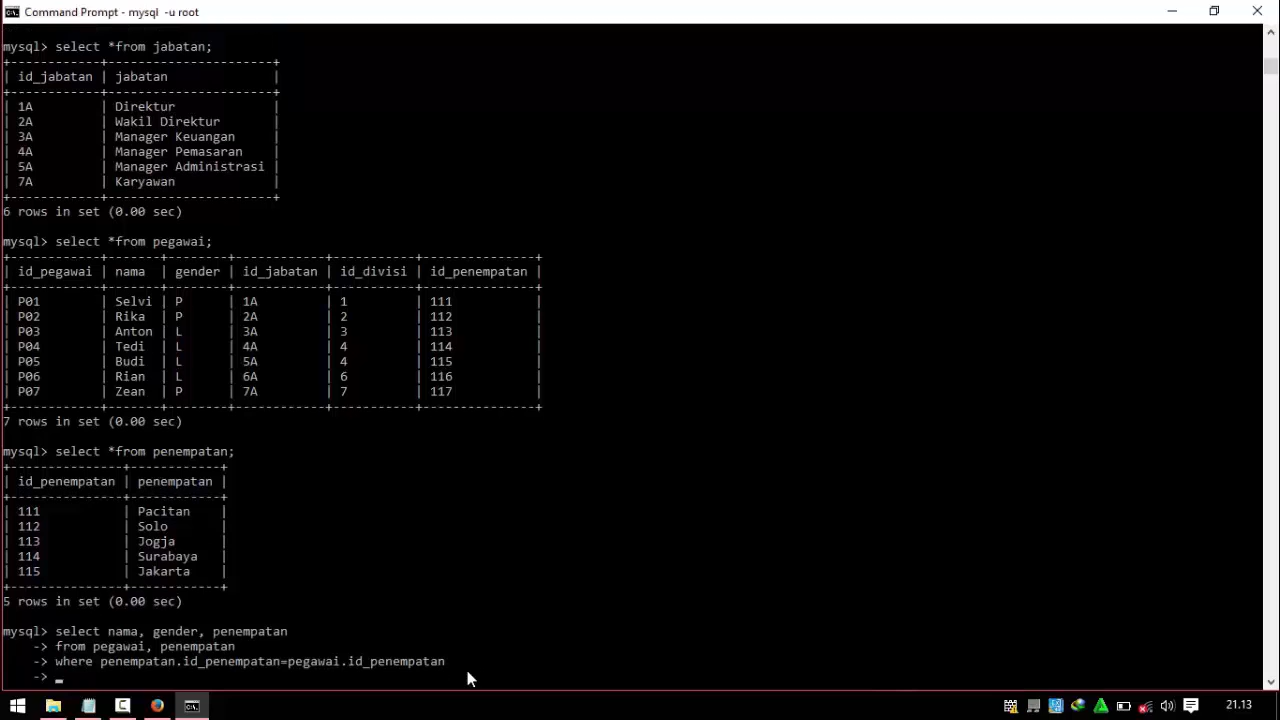 Command Prompt - mysql  -u root
mysql> select *from jabatan;
+------------+-----------------------+
| id_jabatan | jabatan               |
+------------+-----------------------+
| 1A         | Direktur              |
| 2A         | Wakil Direktur        |
| 3A         | Manager Keuangan      |
| 4A         | Manager Pemasaran     |
| 5A         | Manager Administrasi  |
| 7A         | Karyawan              |
+------------+-----------------------+
6 rows in set (0.00 sec)
mysql> select *from pegawai;
+------------+-------+--------+------------+-----------+---------------+
| id_pegawai | nama  | gender | id_jabatan | id_divisi | id_penempatan |
+------------+-------+--------+------------+-----------+---------------+
| P01        | Selvi | P      | 1A         | 1         | 111           |
| P02        | Rika  | P      | 2A         | 2         | 112           |
| P03        | Anton | L      | 3A         | 3         | 113           |
| P04        | Tedi  | L      | 4A         | 4         | 114           |
| P05        | Budi  | L      | 5A         | 4         | 115           |
| P06        | Rian  | L      | 6A         | 6         | 116           |
| P07        | Zean  | P      | 7A         | 7         | 117           |
+------------+-------+--------+------------+-----------+---------------+
7 rows in set (0.00 sec)
mysql> select *from penempatan;
+---------------+------------+
| id_penempatan | penempatan |
+---------------+------------+
| 111           | Pacitan    |
| 112           | Solo       |
| 113           | Jogja      |
| 114           | Surabaya   |
| 115           | Jakarta    |
+---------------+------------+
5 rows in set (0.00 sec)
mysql> select nama, gender, penempatan
    -> from pegawai, penempatan
    -> where penempatan.id_penempatan=pegawai.id_penempatan
    -> _
21.13